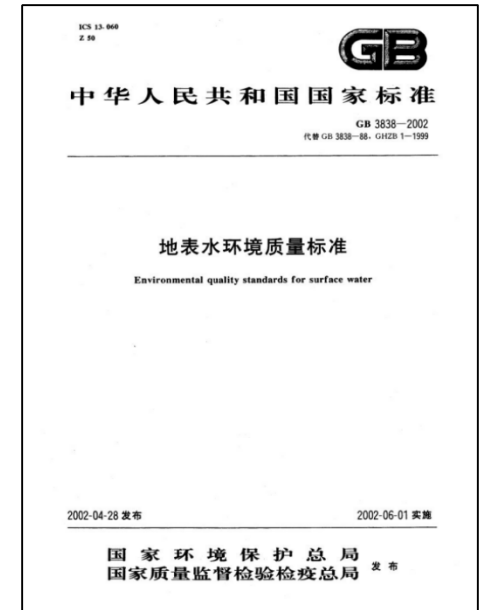 ICS 13.060
Z 50
GB
中华人民共和国国家标准
GB 3838—2002
代替 GB 3838—88，GHZB 1—1999
地表水环境质量标准
Environmental quality standards for surface water
2002-04-28 发布
2002-06-01 实施
国家环境保护总局
国家质量监督检验检疫总局 发布